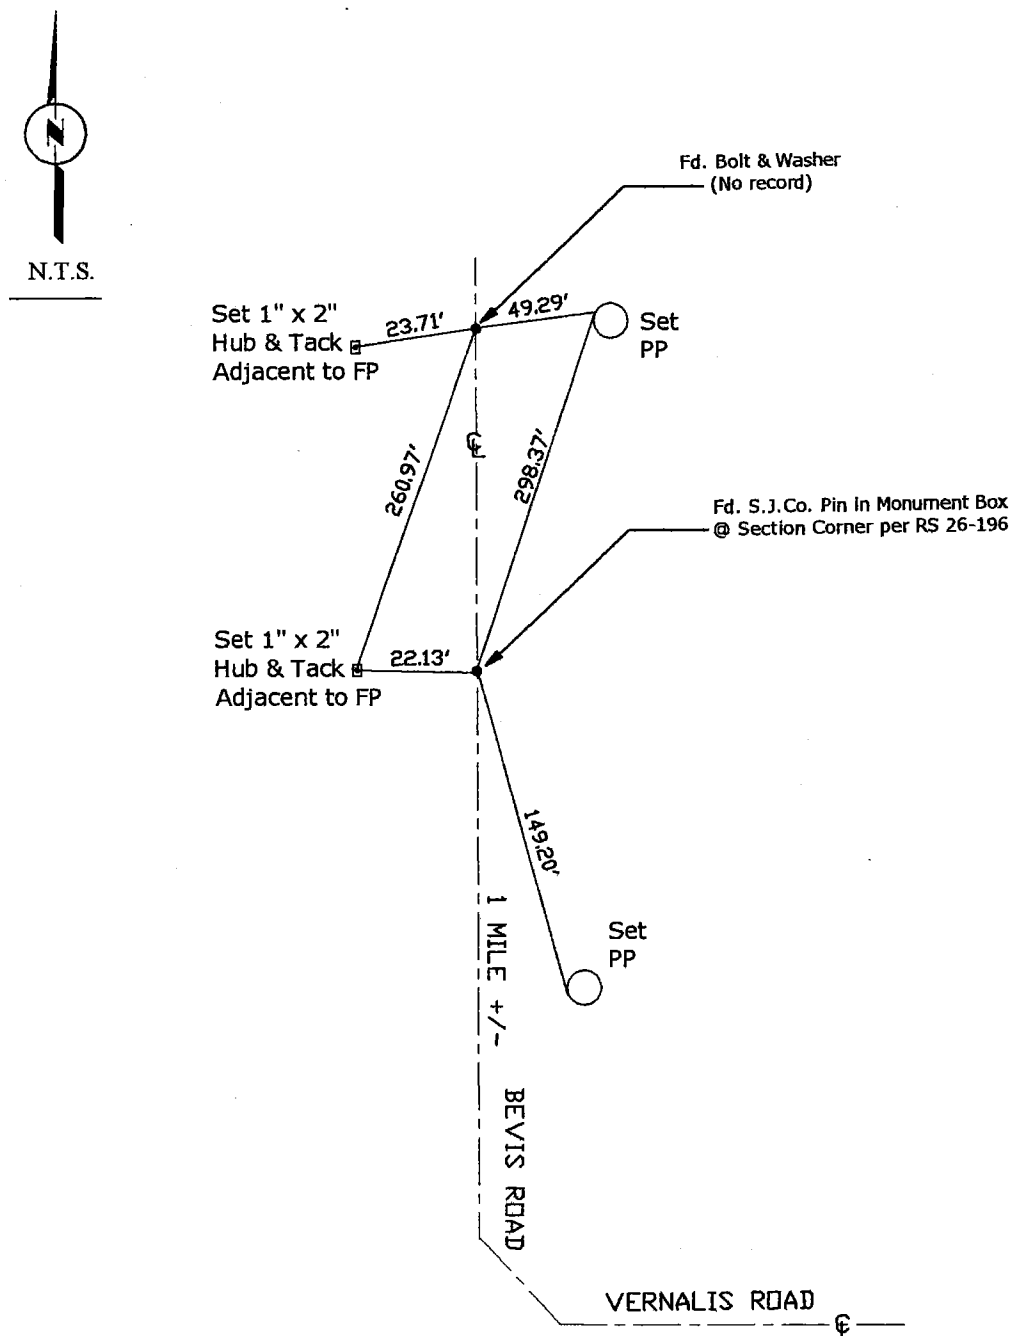 N
N.T.S.
Fd. Bolt & Washer
(No record)
Set 1" x 2"
Hub & Tack
Adjacent to FP
23.71'
49.29'
Set
PP
℄
260.97'
298.37'
Fd. S.J.Co. Pin in Monument Box
@ Section Corner per RS 26-196
Set 1" x 2"
Hub & Tack
Adjacent to FP
22.13'
149.20'
1 MILE +/-
Set
PP
BEVIS ROAD
VERNALIS ROAD
℄